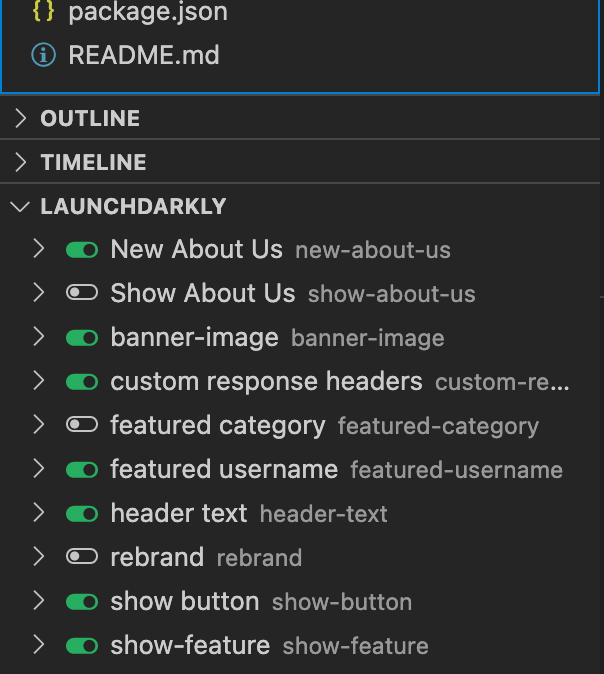 package.json
README.md
OUTLINE
TIMELINE
LAUNCHDARKLY
New About Us new-about-us
Show About Us show-about-us
banner-image banner-image
custom response headers custom-re...
featured category featured-category
featured username featured-username
header text header-text
rebrand rebrand
show button show-button
show-feature show-feature